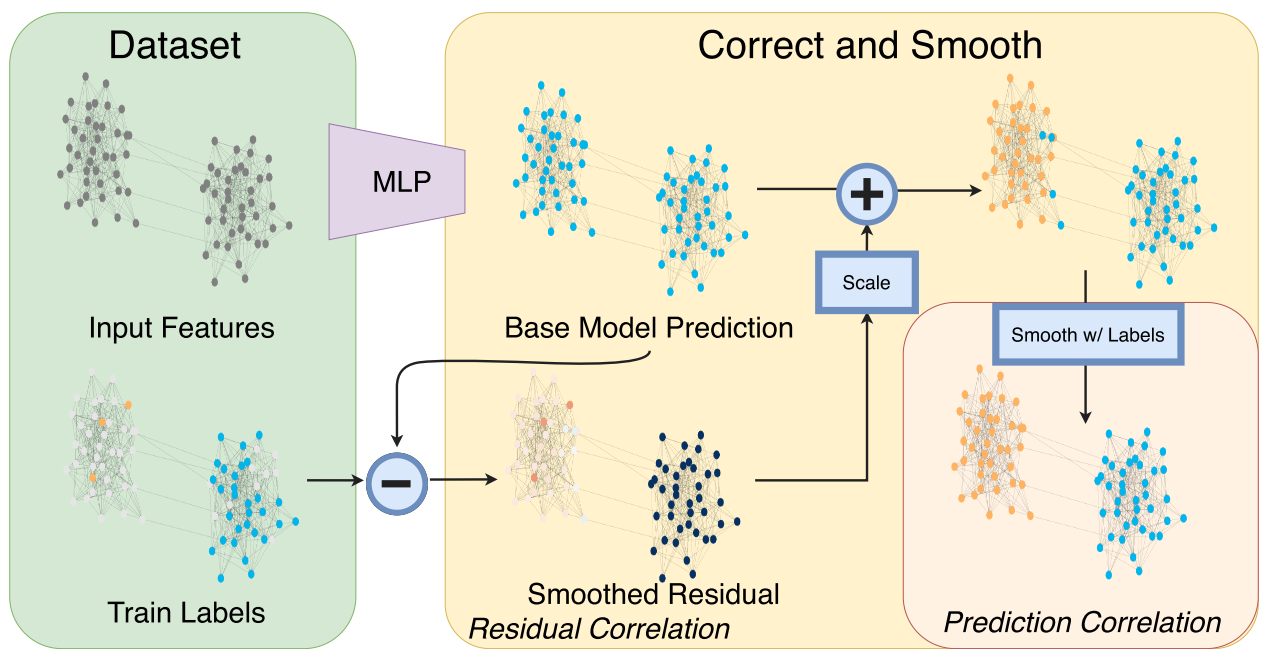 Dataset
Correct and Smooth
MLP
+
Scale
Input Features
Base Model Prediction
Smooth w/ Labels
−
Train Labels
Smoothed Residual
Residual Correlation
Prediction Correlation